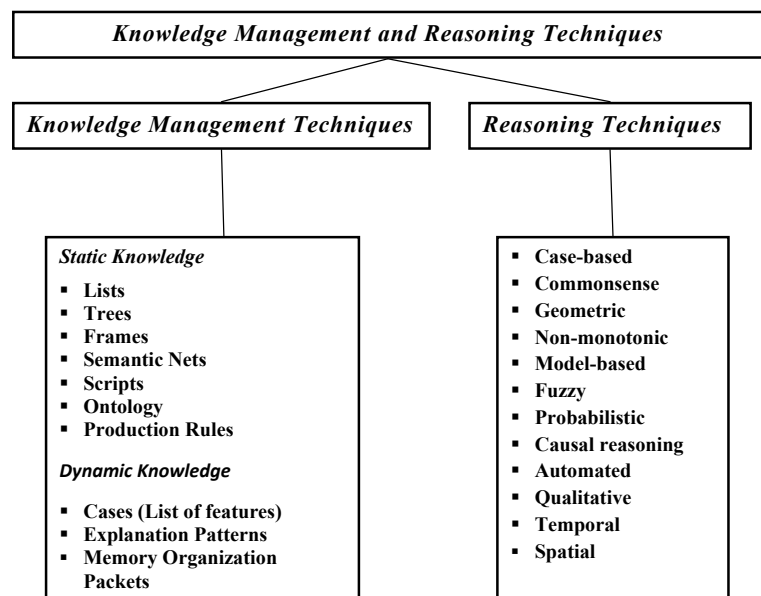 Knowledge Management and Reasoning Techniques
Knowledge Management Techniques
Reasoning Techniques
Static Knowledge
▪ Lists
▪ Trees
▪ Frames
▪ Semantic Nets
▪ Scripts
▪ Ontology
▪ Production Rules
Dynamic Knowledge
▪ Cases (List of features)
▪ Explanation Patterns
▪ Memory Organization
Packets
▪ Case-based
▪ Commonsense
▪ Geometric
▪ Non-monotonic
▪ Model-based
▪ Fuzzy
▪ Probabilistic
▪ Causal reasoning
▪ Automated
▪ Qualitative
▪ Temporal
▪ Spatial